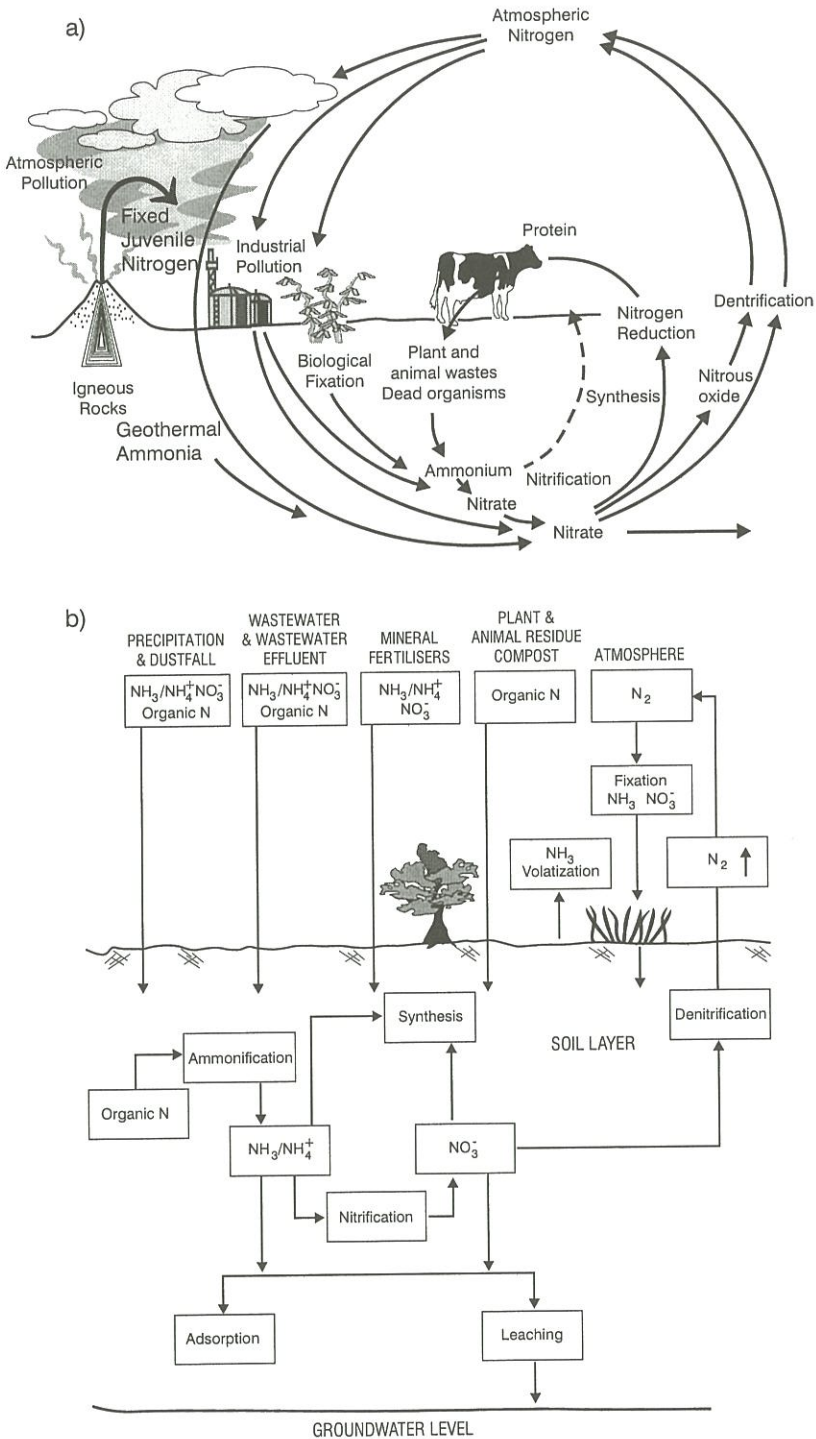 a)
Atmospheric
Nitrogen
Atmospheric
Pollution
Fixed
Juvenile
Nitrogen
Industrial
Pollution
Protein
Nitrogen
Reduction
Dentrification
Igneous
Rocks
Biological
Fixation
Plant and
animal wastes
Dead organisms
Synthesis
Nitrous
oxide
Geothermal
Ammonia
Ammonium
Nitrification
Nitrate
Nitrate
b)
PRECIPITATION
& DUSTFALL
WASTEWATER
& WASTEWATER
EFFLUENT
MINERAL
FERTILISERS
PLANT &
ANIMAL RESIDUE
COMPOST
ATMOSPHERE
NH₃/NH₄⁺NO₃⁻
Organic N
NH₃/NH₄⁺NO₃⁻
Organic N
NH₃/NH₄⁺
NO₃⁻
Organic N
N₂
Fixation
NH₃ NO₃⁻
NH₃
Volatization
N₂
Synthesis
SOIL LAYER
Denitrification
Ammonification
Organic N
NH₃/NH₄⁺
NO₃⁻
Nitrification
Adsorption
Leaching
GROUNDWATER LEVEL